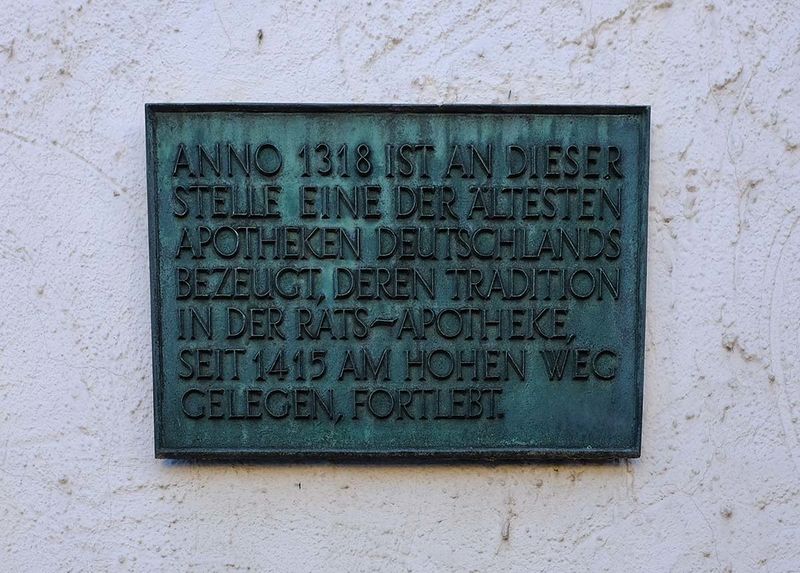 ANNO 1318 IST AN DIESER
STELLE EINE DER ÄLTESTEN
APOTHEKEN DEUTSCHLANDS
BEZEUGT, DEREN TRADITION
IN DER RATS~APOTHEKE,
SEIT 1415 AM HOHEN WEG
GELEGEN, FORTLEBT.